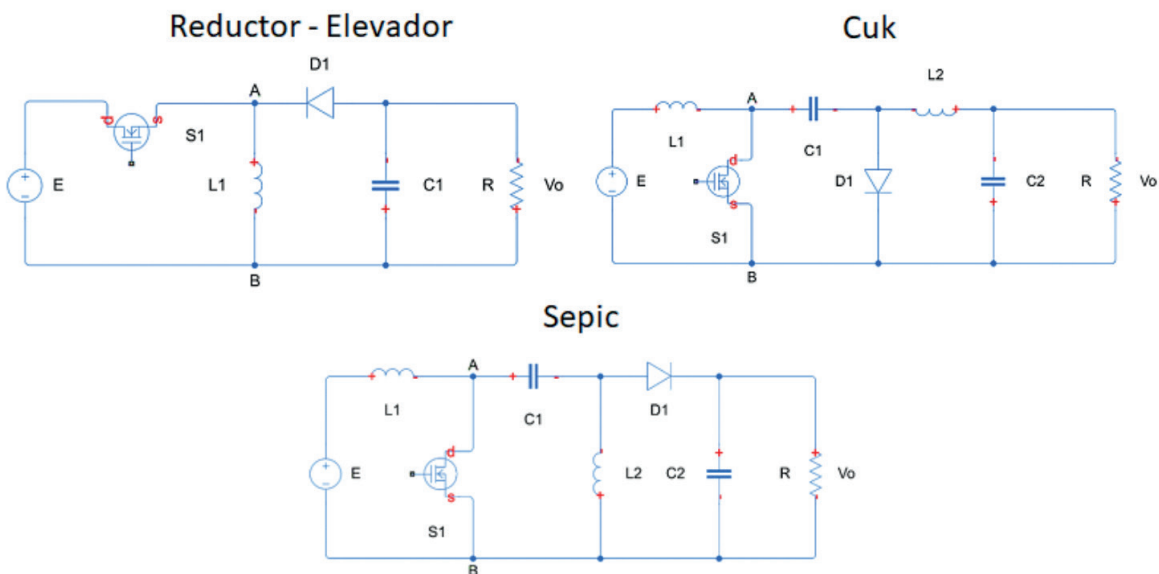 Reductor - Elevador
Cuk
D1
L2
A
A
d
s
S1
L1
C1
d
E
L1
C1
R
Vo
E
D1
C2
R
Vo
s
S1
B
B
Sepic
A
L1
C1
D1
d
E
L2
C2
R
Vo
s
S1
B